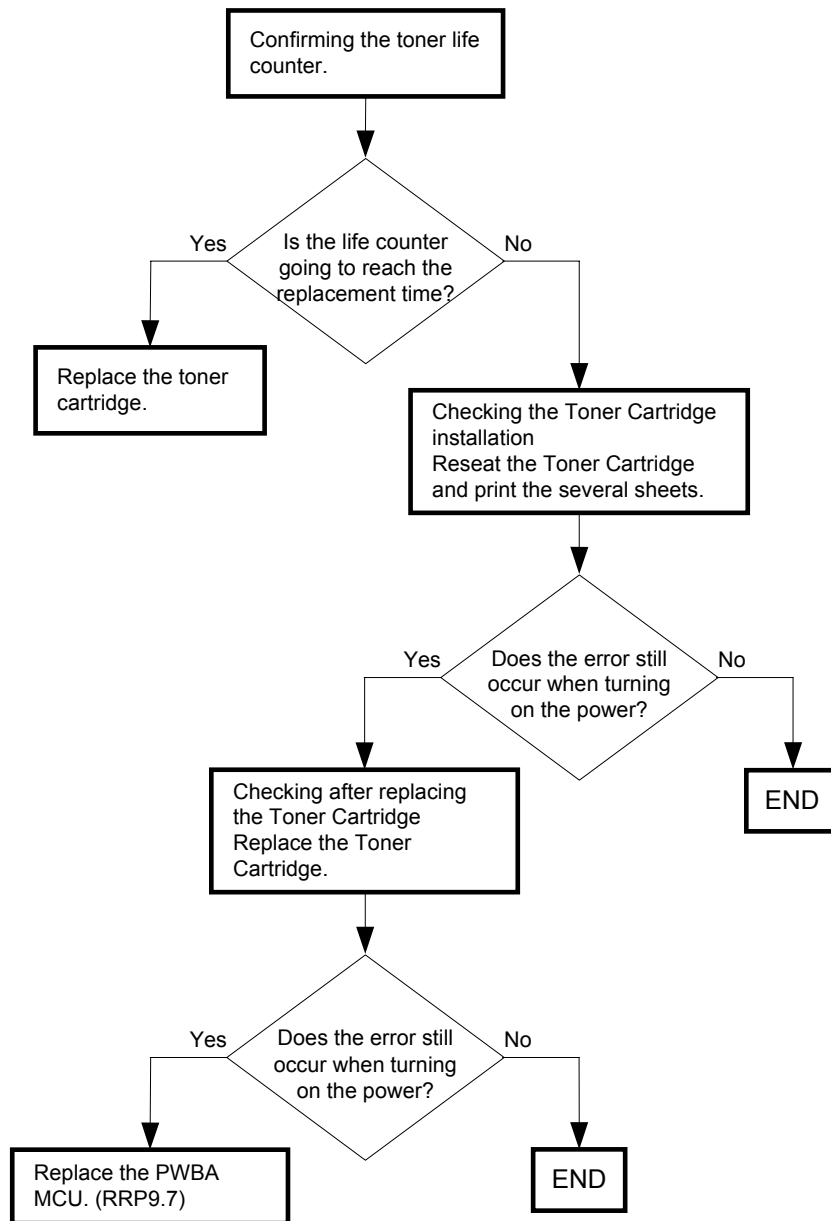 Confirming the toner life
counter.
Yes
Is the life counter
going to reach the
replacement time?
No
Replace the toner
cartridge.
Checking the Toner Cartridge
installation
Reseat the Toner Cartridge
and print the several sheets.
Yes
Does the error still
occur when turning
on the power?
No
Checking after replacing
the Toner Cartridge
Replace the Toner
Cartridge.
END
Yes
Does the error still
occur when turning
on the power?
No
Replace the PWBA
MCU. (RRP9.7)
END